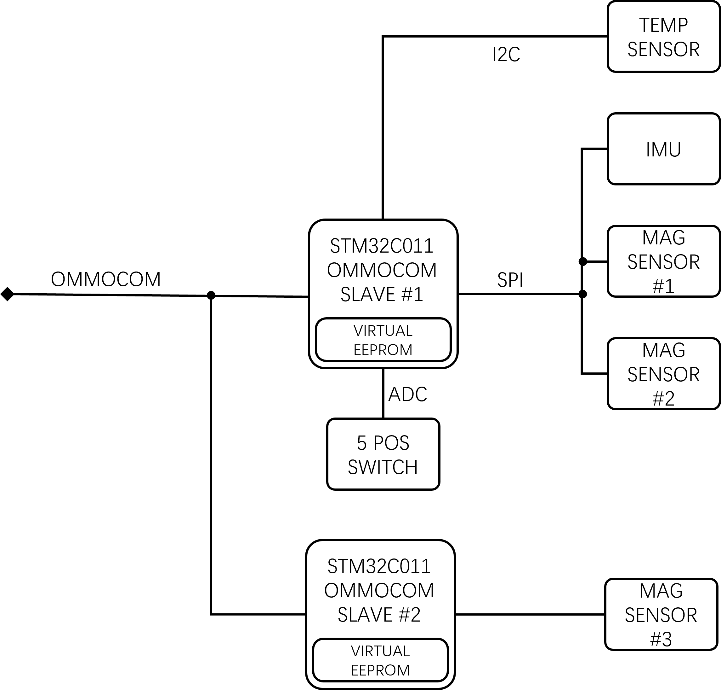 TEMP
SENSOR
I2C
IMU
STM32C011
OMMOCOM
SLAVE #1
VIRTUAL
EEPROM
MAG
SENSOR
#1
OMMOCOM
SPI
MAG
SENSOR
#2
ADC
5 POS
SWITCH
STM32C011
OMMOCOM
SLAVE #2
VIRTUAL
EEPROM
MAG
SENSOR
#3